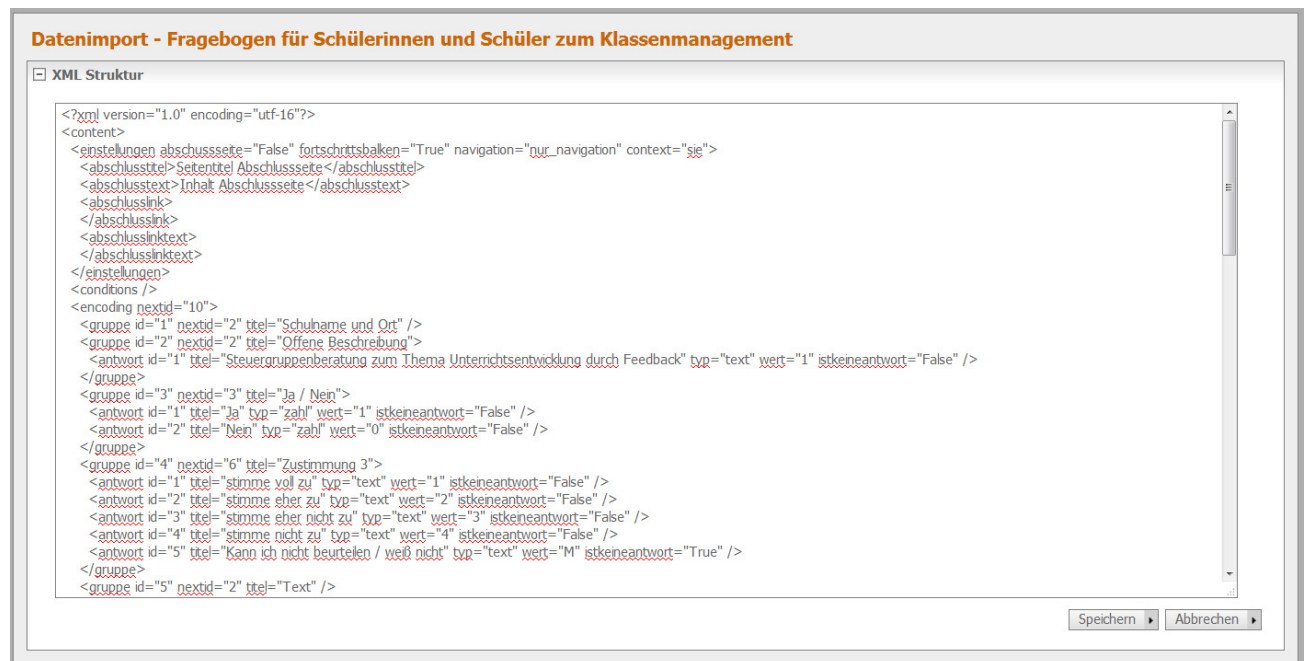 Datenimport - Fragebogen für Schülerinnen und Schüler zum Klassenmanagement
XML Struktur
<?xml version="1.0" encoding="utf-16"?>
<content>
<einstellungen abschussseite="False" fortschrittsbalken="True" navigation="nur_navigation" context="sie">
<abschlusstitel>Seitentitel Abschlussseite</abschlusstitel>
<abschlusstext>Inhalt Abschlussseite</abschlusstext>
<abschlusslink>
</abschlusslink>
<abschlusslinktext>
</abschlusslinktext>
</einstellungen>
<conditions />
<encoding nextid="10">
<gruppe id="1" nextid="2" titel="Schulname und Ort" />
<gruppe id="2" nextid="2" titel="Offene Beschreibung">
<antwort id="1" titel="Steuergruppenberatung zum Thema Unterrichtsentwicklung durch Feedback" typ="text" wert="1" istkeineantwort="False" />
</gruppe>
<gruppe id="3" nextid="3" titel="Ja / Nein">
<antwort id="1" titel="Ja" typ="zahl" wert="1" istkeineantwort="False" />
<antwort id="2" titel="Nein" typ="zahl" wert="0" istkeineantwort="False" />
</gruppe>
<gruppe id="4" nextid="6" titel="Zustimmung 3">
<antwort id="1" titel="stimme voll zu" typ="text" wert="1" istkeineantwort="False" />
<antwort id="2" titel="stimme eher zu" typ="text" wert="2" istkeineantwort="False" />
<antwort id="3" titel="stimme eher nicht zu" typ="text" wert="3" istkeineantwort="False" />
<antwort id="4" titel="stimme nicht zu" typ="text" wert="4" istkeineantwort="False" />
<antwort id="5" titel="Kann ich nicht beurteilen / weiß nicht" typ="text" wert="M" istkeineantwort="True" />
</gruppe>
<gruppe id="5" nextid="2" titel="Text" />
Speichern Abbrechen